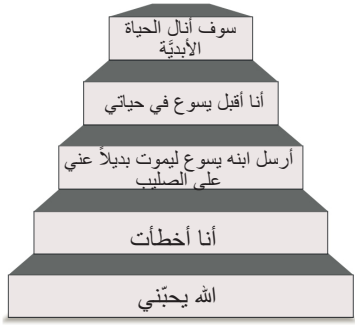 سوف أنال الحياة
الأبديَّة
أنا أقبل يسوع في حياتي
أرسل ابنه يسوع ليموت بديلاً عني
على الصليب
أنا أخطأت
الله يحبّني